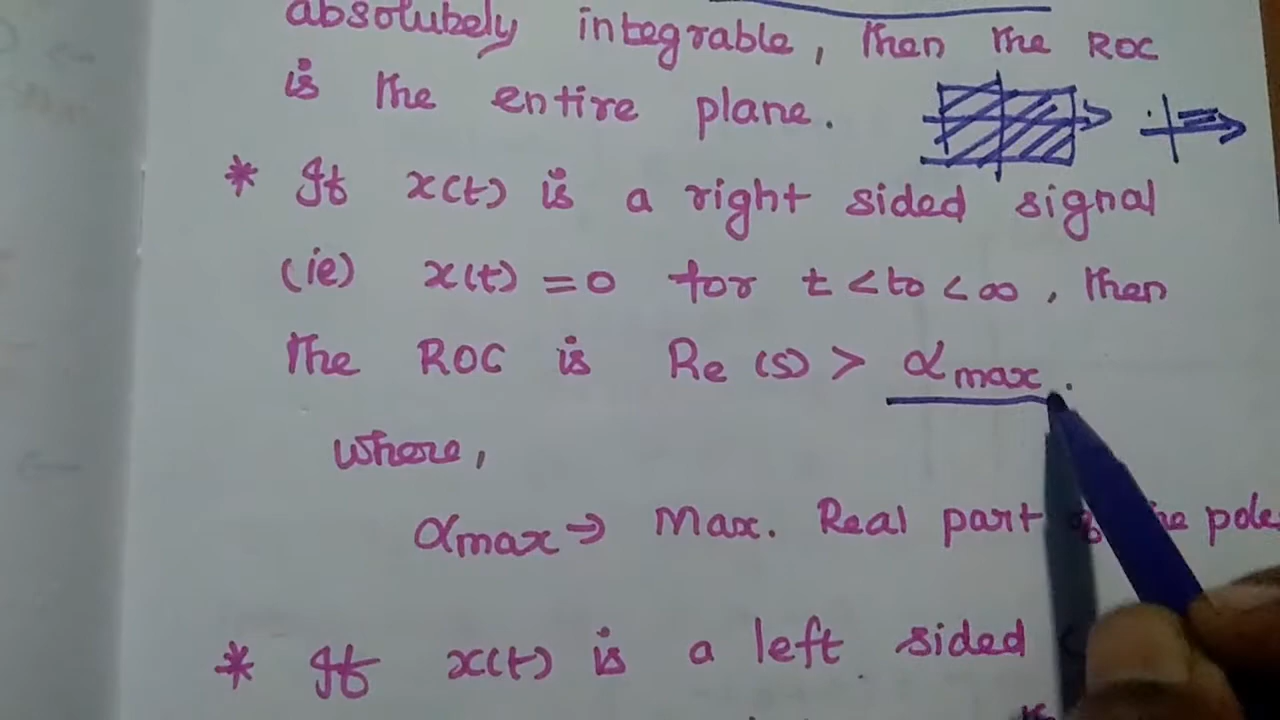 absolutely integrable, then the ROC
is the entire plane.
* If x(t) is a right sided signal
(ie) x(t) = 0 for t < to < ∞, then
the ROC is Re (s) > αmax.
where,
αmax → Max. Real part pole
* If x(t) is a left sided